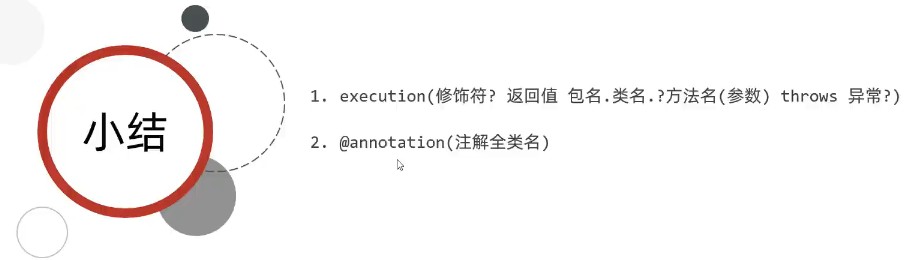 小结
1. execution(修饰符? 返回值 包名.类名.?方法名(参数) throws 异常?)
2. @annotation(注解全类名)